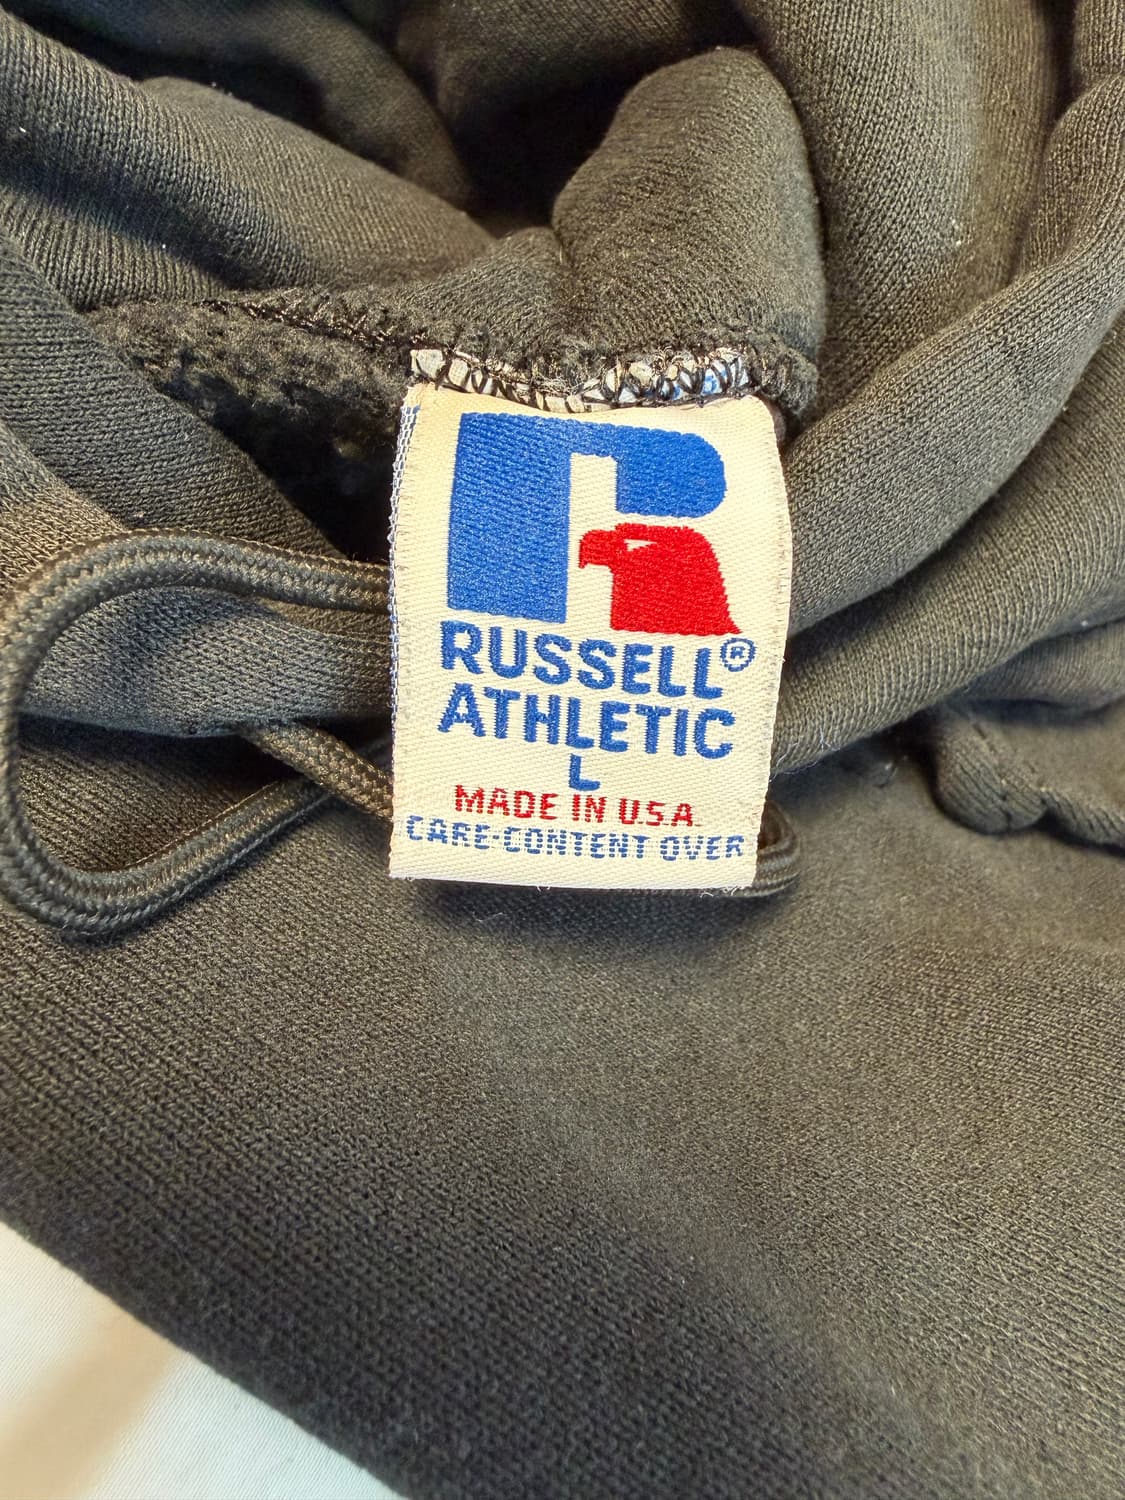 RUSSELL®
ATHLETIC
L
MADE IN U.S.A.
CARE-CONTENT OVER